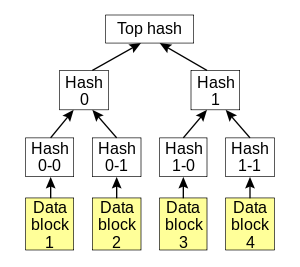 Top hash
Hash
0
Hash
1
Hash
0-0
Hash
0-1
Hash
1-0
Hash
1-1
Data
block
1
Data
block
2
Data
block
3
Data
block
4